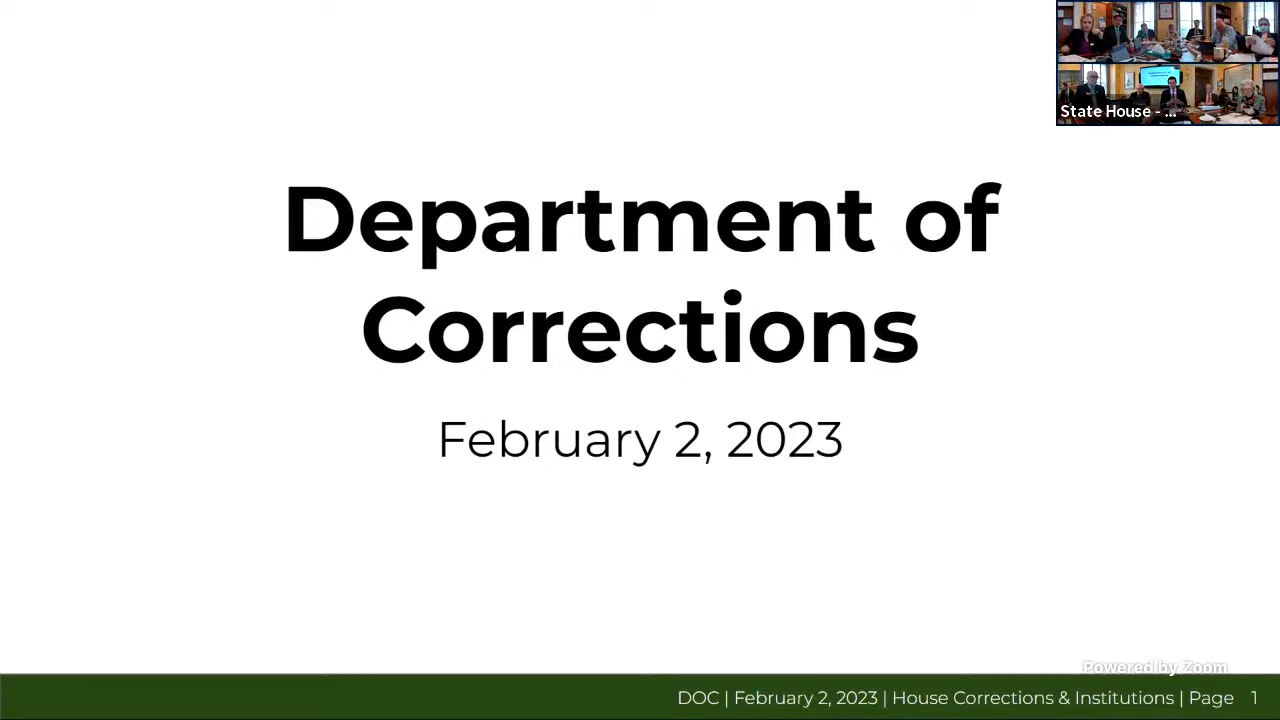 State House - ...
Department of
Corrections
February 2, 2023
Powered by Zoom
DOC | February 2, 2023 | House Corrections & Institutions | Page 1